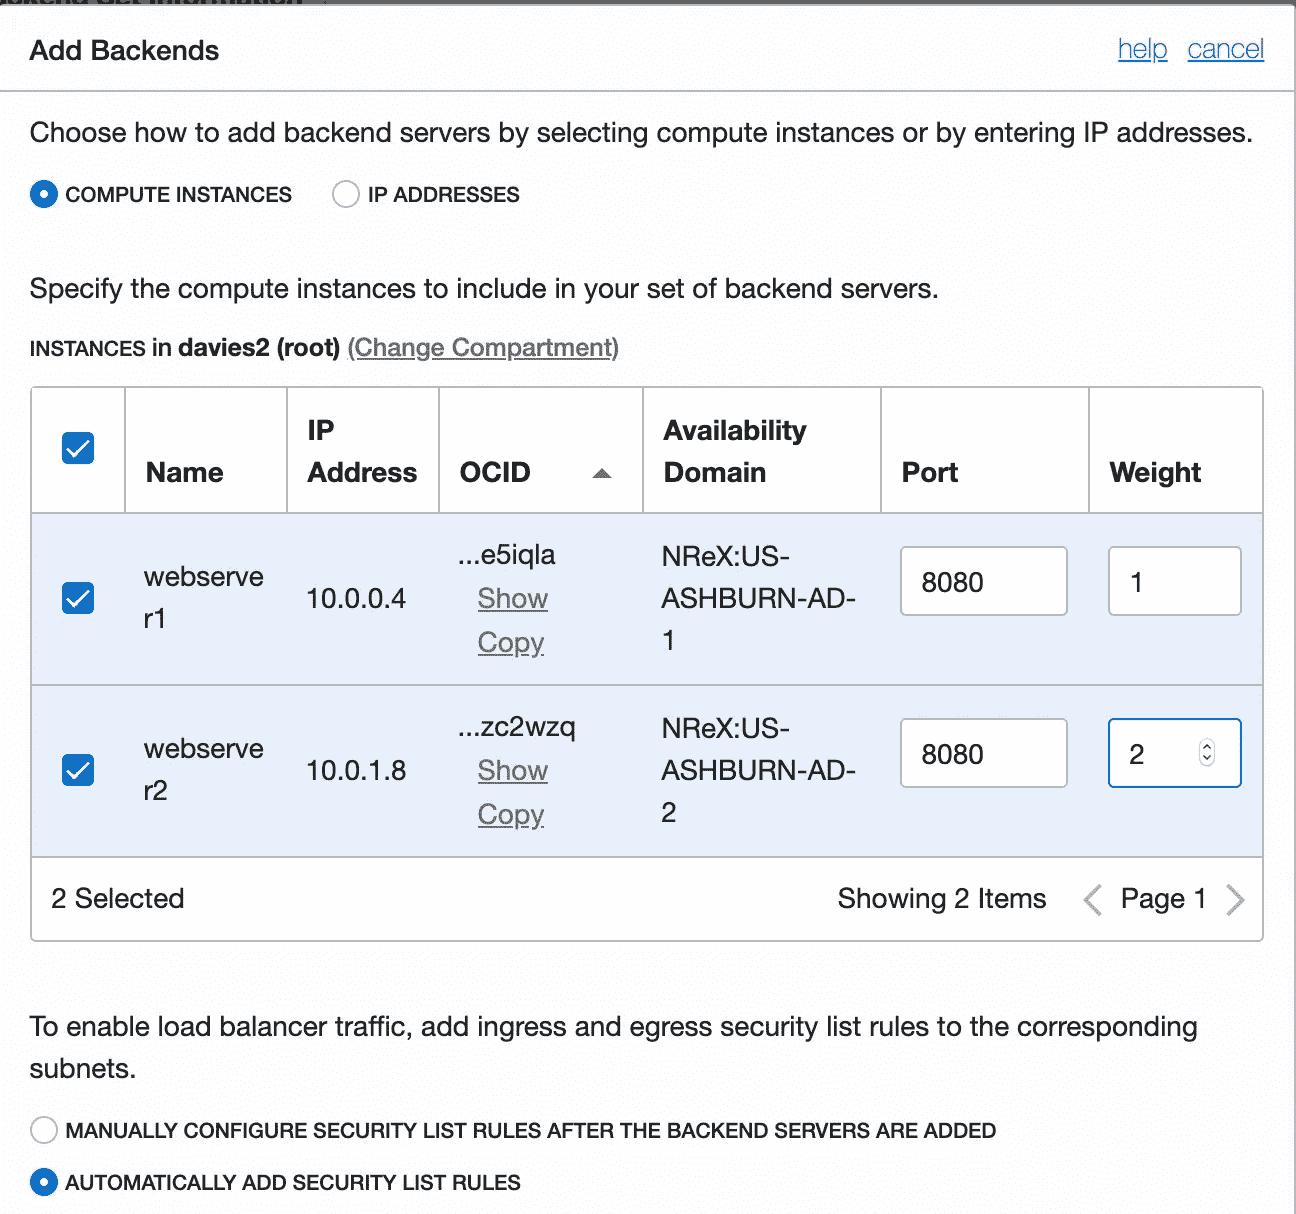 Add Backends
help cancel
Choose how to add backend servers by selecting compute instances or by entering IP addresses.
COMPUTE INSTANCES IP ADDRESSES
Specify the compute instances to include in your set of backend servers.
INSTANCES in davies2 (root) (Change Compartment)
Name
IP
Address
OCID
Availability
Domain
Port
Weight
webserve
r1
10.0.0.4
...e5iqla
Show
Copy
NReX:US-
ASHBURN-AD-
1
8080
1
webserve
r2
10.0.1.8
...zc2wzq
Show
Copy
NReX:US-
ASHBURN-AD-
2
8080
2
2 Selected
Showing 2 Items
Page 1
To enable load balancer traffic, add ingress and egress security list rules to the corresponding
subnets.
MANUALLY CONFIGURE SECURITY LIST RULES AFTER THE BACKEND SERVERS ARE ADDED
AUTOMATICALLY ADD SECURITY LIST RULES